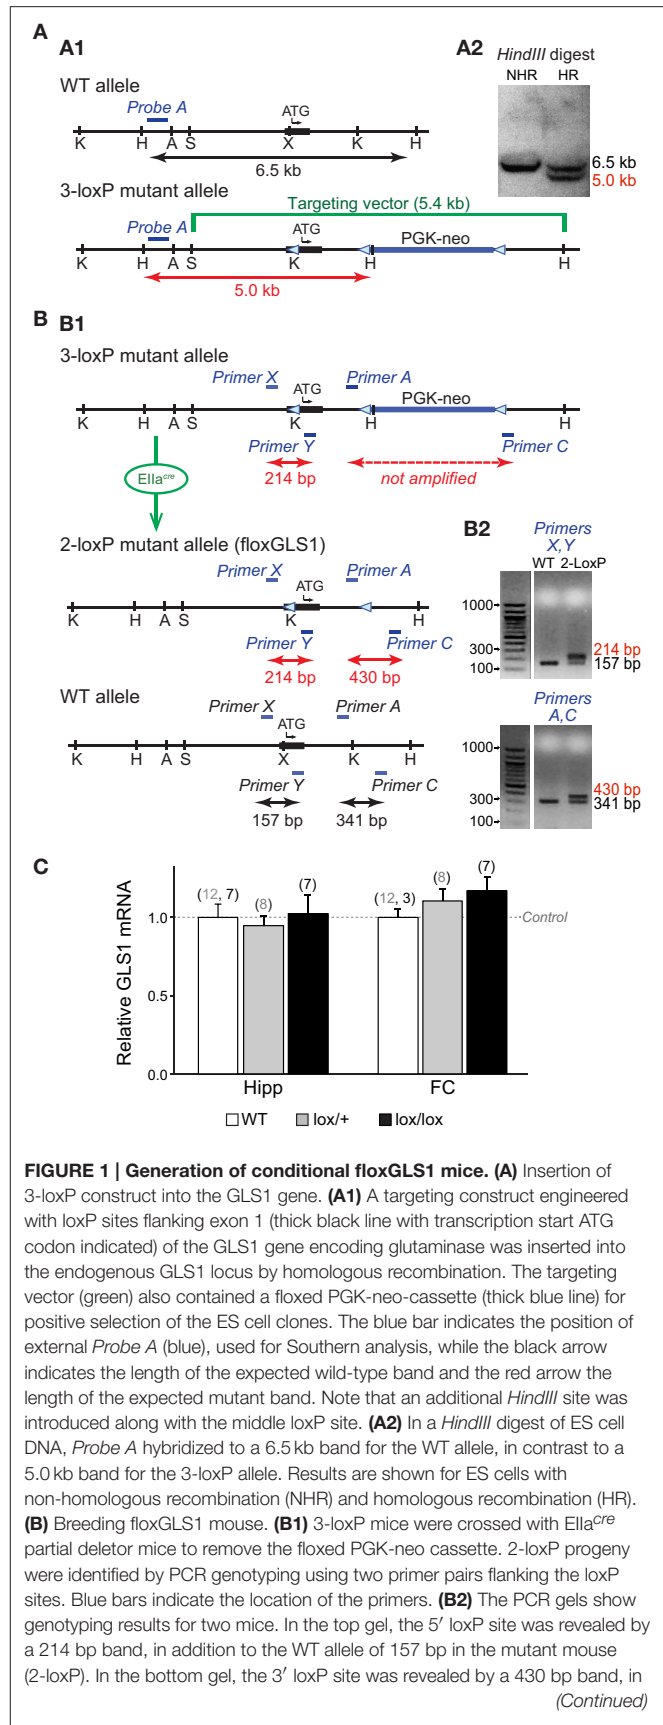 A
A1
A2
HindIII digest
NHR HR
WT allele
Probe A
ATG
K H A S X K H
6.5 kb
6.5 kb
5.0 kb
3-loxP mutant allele
Targeting vector (5.4 kb)
Probe A
ATG
PGK-neo
K H A S K H H
5.0 kb
B
B1
3-loxP mutant allele
Primer X
Primer A
ATG
PGK-neo
K H A S K H H
Primer Y
Primer C
EIIacre
214 bp
not amplified
2-loxP mutant allele (floxGLS1)
Primer X
Primer A
ATG
K H A S K H
Primer Y
Primer C
214 bp
430 bp
WT allele
Primer X
Primer A
ATG
K H A S X K H
Primer Y
Primer C
157 bp
341 bp
B2
Primers
X,Y
WT 2-LoxP
1000
300
100
214 bp
157 bp
Primers
A,C
1000
300
100
430 bp
341 bp
C
Relative GLS1 mRNA
1.0
0.5
0.0
(12, 7)
(8)
(7)
(12, 3)
(8)
(7)
Control
Hipp
FC
WT lox/+ lox/lox
FIGURE 1 | Generation of conditional floxGLS1 mice. (A) Insertion of
3-loxP construct into the GLS1 gene. (A1) A targeting construct engineered
with loxP sites flanking exon 1 (thick black line with transcription start ATG
codon indicated) of the GLS1 gene encoding glutaminase was inserted into
the endogenous GLS1 locus by homologous recombination. The targeting
vector (green) also contained a floxed PGK-neo-cassette (thick blue line) for
positive selection of the ES cell clones. The blue bar indicates the position of
external Probe A (blue), used for Southern analysis, while the black arrow
indicates the length of the expected wild-type band and the red arrow the
length of the expected mutant band. Note that an additional HindIII site was
introduced along with the middle loxP site. (A2) In a HindIII digest of ES cell
DNA, Probe A hybridized to a 6.5 kb band for the WT allele, in contrast to a
5.0 kb band for the 3-loxP allele. Results are shown for ES cells with
non-homologous recombination (NHR) and homologous recombination (HR).
(B) Breeding floxGLS1 mouse. (B1) 3-loxP mice were crossed with EIIacre
partial deletor mice to remove the floxed PGK-neo cassette. 2-loxP progeny
were identified by PCR genotyping using two primer pairs flanking the loxP
sites. Blue bars indicate the location of the primers. (B2) The PCR gels show
genotyping results for two mice. In the top gel, the 5′ loxP site was revealed by
a 214 bp band, in addition to the WT allele of 157 bp in the mutant mouse
(2-loxP). In the bottom gel, the 3′ loxP site was revealed by a 430 bp band, in
(Continued)